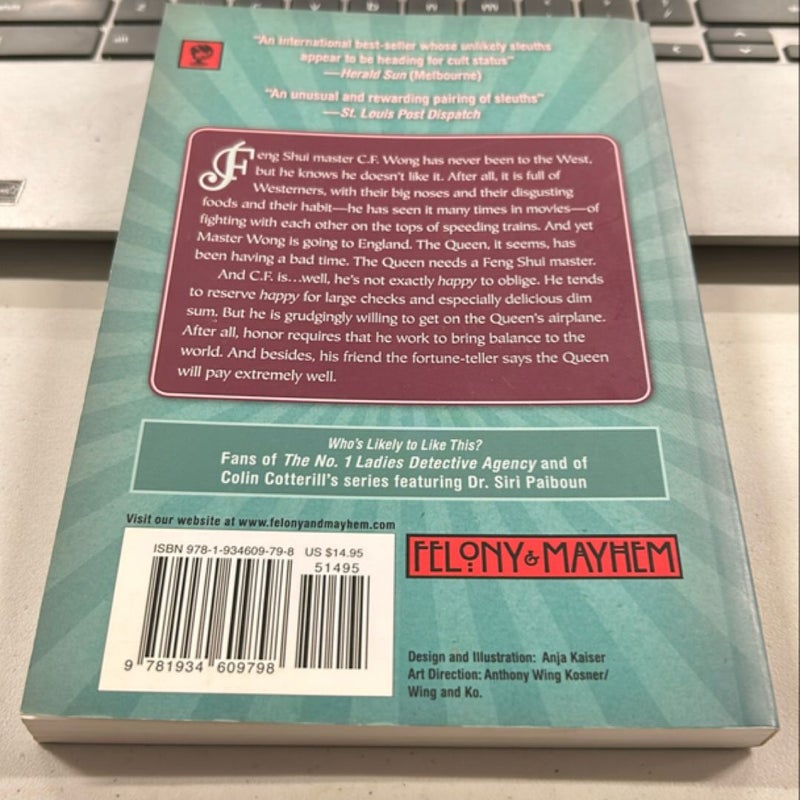 "An international best-seller whose unlikely sleuths
appear to be heading for cult status"
—Herald Sun (Melbourne)
"An unusual and rewarding pairing of sleuths"
—St. Louis Post Dispatch
Feng Shui master C.F. Wong has never been to the West,
but he knows he doesn't like it. After all, it is full of
Westerners, with their big noses and their disgusting
foods and their habit—he has seen it many times in movies—of
fighting with each other on the tops of speeding trains. And yet
Master Wong is going to England. The Queen, it seems, has
been having a bad time. The Queen needs a Feng Shui master.
And C.F. is...well, he's not exactly happy to oblige. He tends
to reserve happy for large checks and especially delicious dim
sum. But he is grudgingly willing to get on the Queen's airplane.
After all, honor requires that he work to bring balance to the
world. And besides, his friend the fortune-teller says the Queen
will pay extremely well.
Who's Likely to Like This?
Fans of The No. 1 Ladies Detective Agency and of
Colin Cotterill's series featuring Dr. Siri Paiboun
Visit our website at www.felonyandmayhem.com
ISBN 978-1-934609-79-8 US $14.95
51495
9 781934 609798
FELONY & MAYHEM
Design and Illustration: Anja Kaiser
Art Direction: Anthony Wing Kosner/
Wing and Ko.